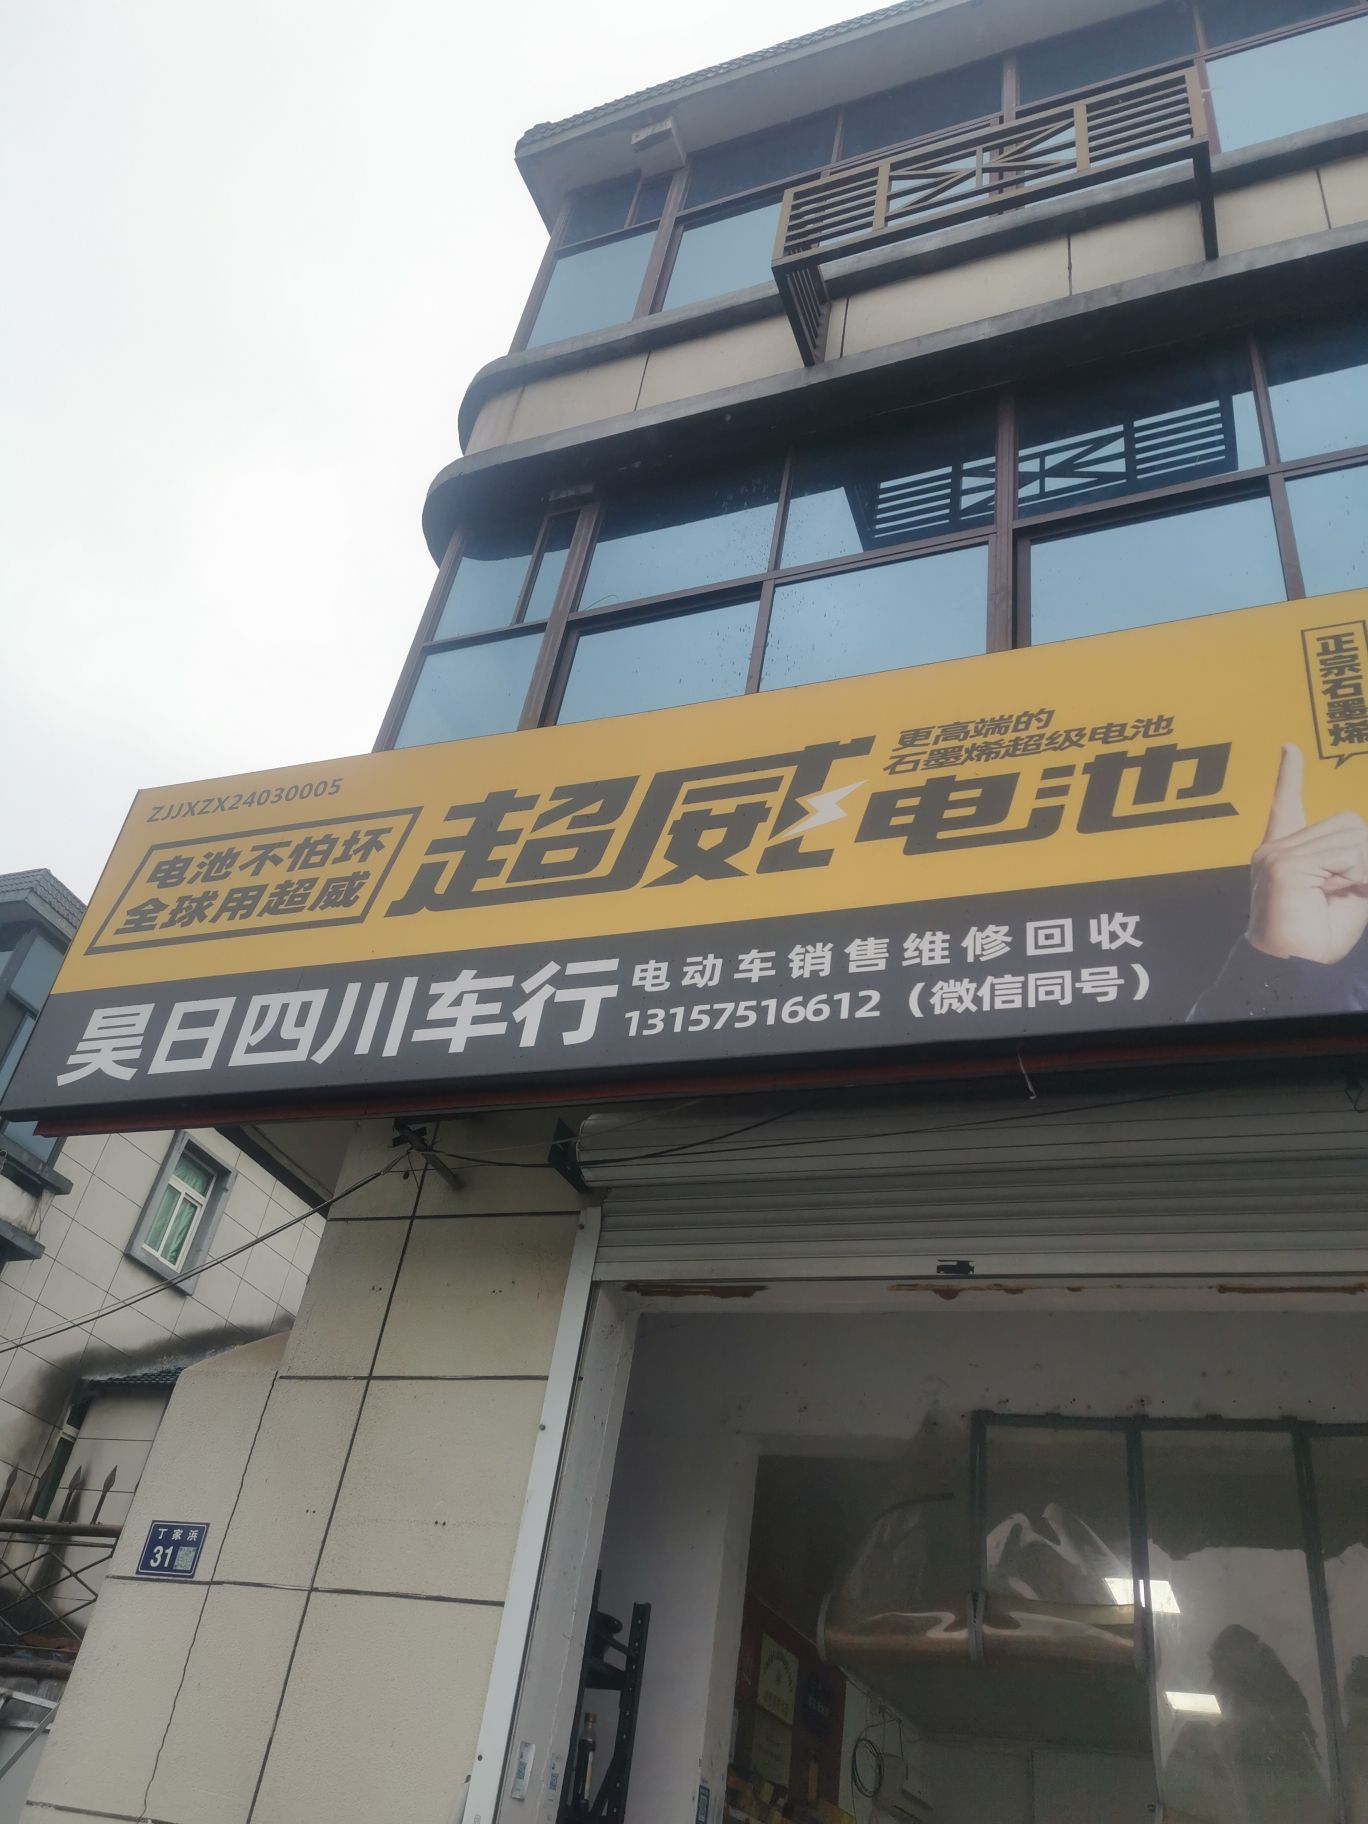 ZJJXZX24030005
电池不怕坏
全球用超威
超威电池
更高端的
石墨烯超级电池
正宗石墨烯
昊日四川车行
电动车销售维修回收
13157516612（微信同号）
丁家浜
31